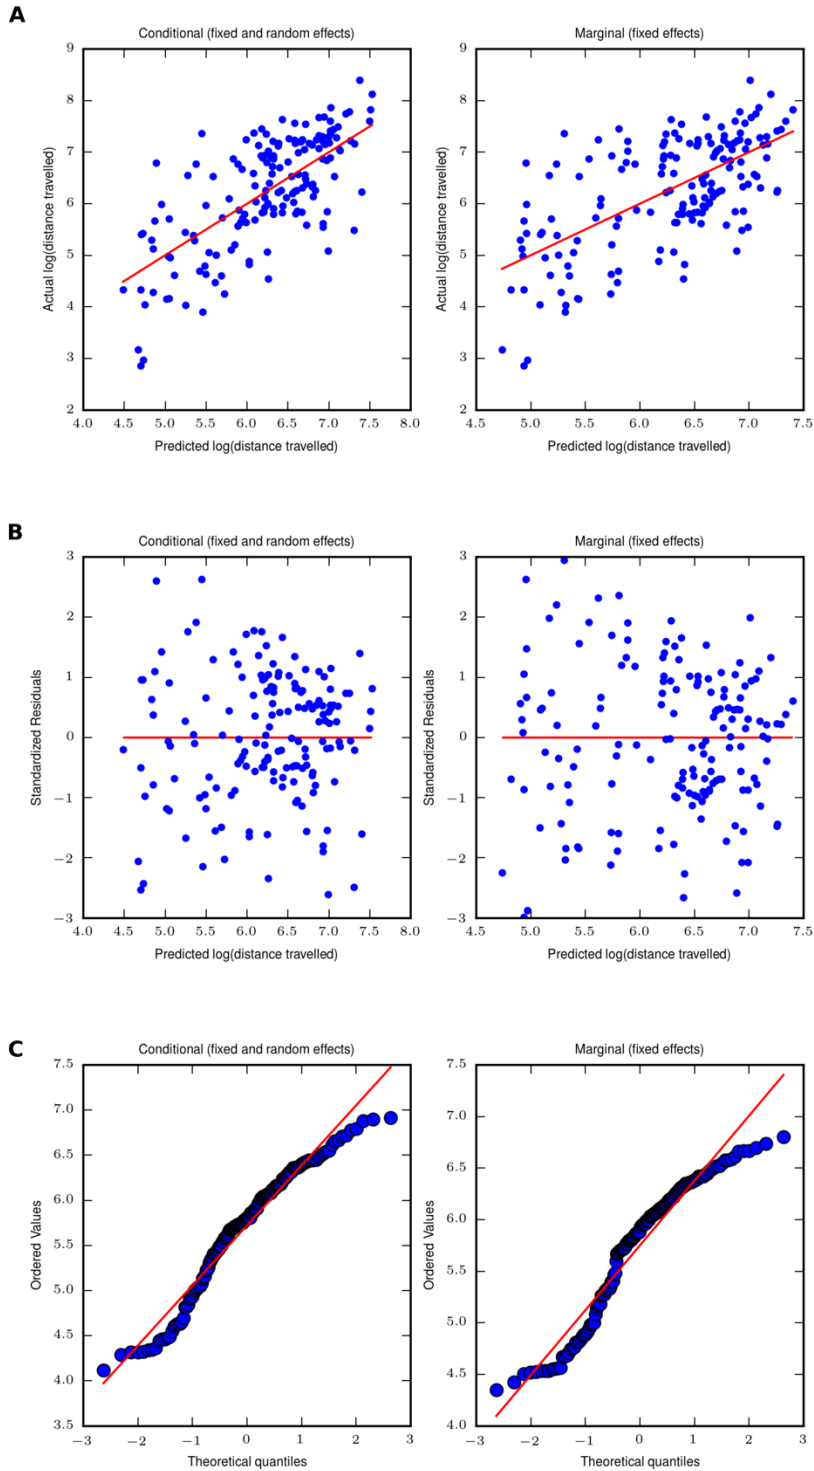 A
Conditional (fixed and random effects)
Marginal (fixed effects)
9
8
7
6
5
4
3
2
Actual log(distance travelled)
4.0 4.5 5.0 5.5 6.0 6.5 7.0 7.5 8.0
Predicted log(distance travelled)
9
8
7
6
5
4
3
2
Actual log(distance travelled)
4.5 5.0 5.5 6.0 6.5 7.0 7.5
Predicted log(distance travelled)
B
Conditional (fixed and random effects)
Marginal (fixed effects)
3
2
1
0
−1
−2
−3
Standardized Residuals
4.0 4.5 5.0 5.5 6.0 6.5 7.0 7.5 8.0
Predicted log(distance travelled)
3
2
1
0
−1
−2
−3
Standardized Residuals
4.5 5.0 5.5 6.0 6.5 7.0 7.5
Predicted log(distance travelled)
C
Conditional (fixed and random effects)
Marginal (fixed effects)
7.5
7.0
6.5
6.0
5.5
5.0
4.5
4.0
3.5
Ordered Values
−3 −2 −1 0 1 2 3
Theoretical quantiles
7.5
7.0
6.5
6.0
5.5
5.0
4.5
4.0
Ordered Values
−3 −2 −1 0 1 2 3
Theoretical quantiles